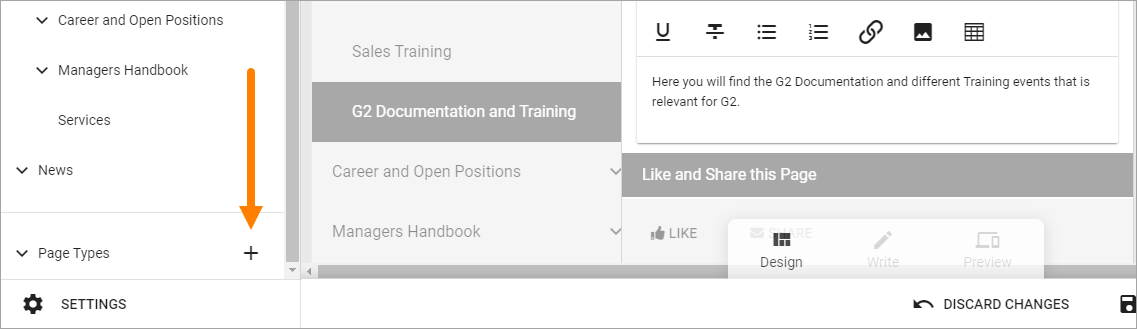 Career and Open Positions
Managers Handbook
Services
News
Page Types
SETTINGS
Sales Training
G2 Documentation and Training
Career and Open Positions
Managers Handbook
Here you will find the G2 Documentation and different Training events that is
relevant for G2.
Like and Share this Page
LIKE SHARE
Design Write Preview
DISCARD CHANGES